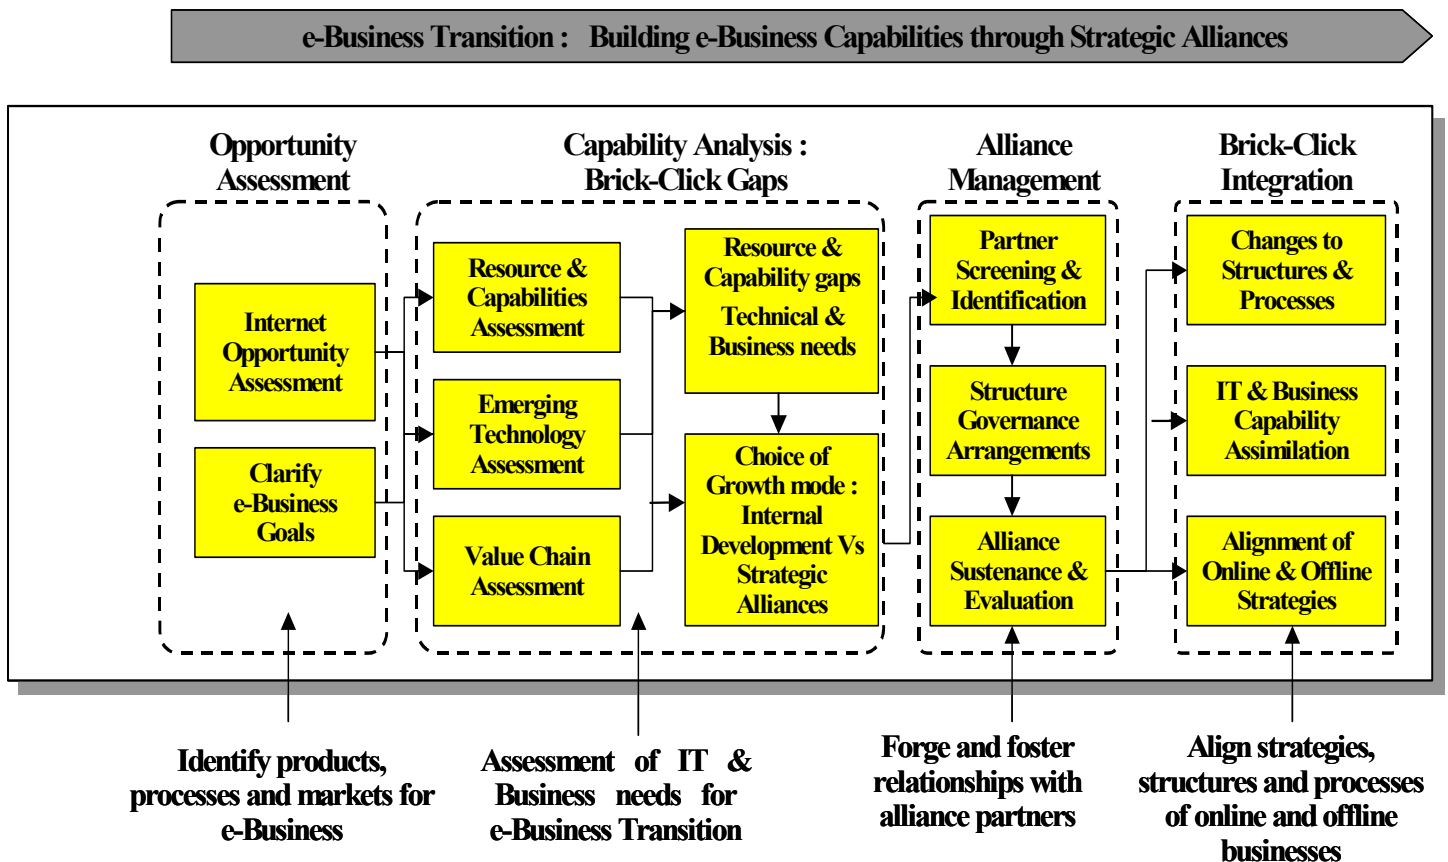 e-Business Transition : Building e-Business Capabilities through Strategic Alliances
Opportunity
Assessment
Capability Analysis :
Brick-Click Gaps
Alliance
Management
Brick-Click
Integration
Internet
Opportunity
Assessment
Clarify
e-Business
Goals
Resource &
Capabilities
Assessment
Emerging
Technology
Assessment
Value Chain
Assessment
Resource &
Capability gaps
Technical &
Business needs
Choice of
Growth mode :
Internal
Development Vs
Strategic
Alliances
Partner
Screening &
Identification
Structure
Governance
Arrangements
Alliance
Sustenance &
Evaluation
Changes to
Structures &
Processes
IT & Business
Capability
Assimilation
Alignment of
Online & Offline
Strategies
Identify products,
processes and markets for
e-Business
Assessment of IT &
Business needs for
e-Business Transition
Forge and foster
relationships with
alliance partners
Align strategies,
structures and processes
of online and offline
businesses